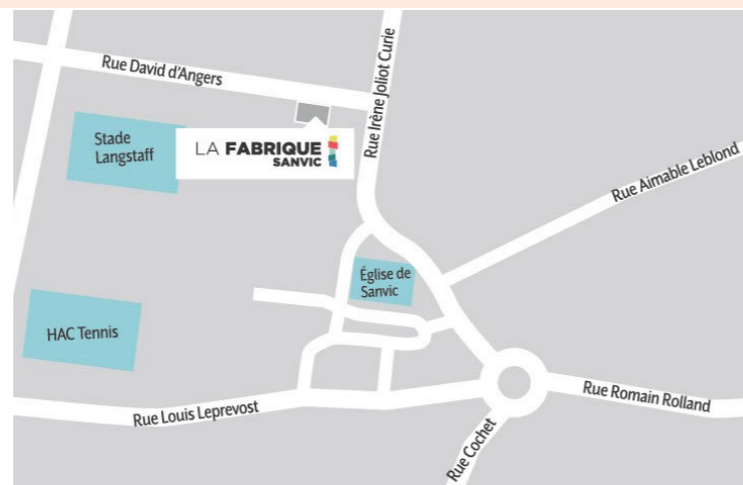 Rue David d'Angers
Rue Irène Joliot Curie
Stade
Langstaff
LA FABRIQUE
SANVIC
Rue Aimable Leblond
Église de
Sanvic
HAC Tennis
Rue Louis Leprevost
Rue Romain Rolland
Rue Cochet